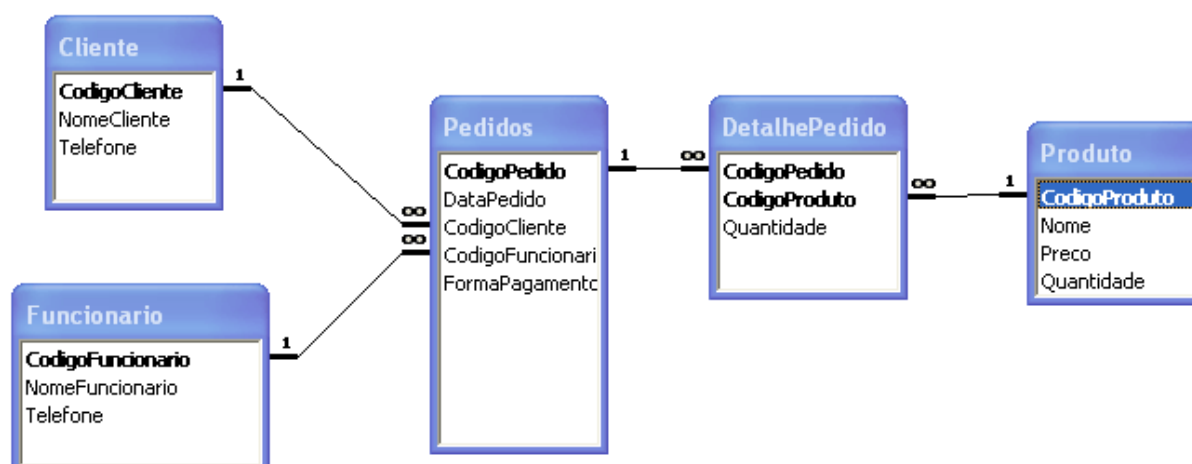 Cliente
CodigoCliente
NomeCliente
Telefone
1
∞
Funcionario
CodigoFuncionario
NomeFuncionario
Telefone
1
∞
Pedidos
CodigoPedido
DataPedido
CodigoCliente
CodigoFuncionari
FormaPagamento
1
∞
DetalhePedido
CodigoPedido
CodigoProduto
Quantidade
∞
1
Produto
CodigoProduto
Nome
Preco
Quantidade